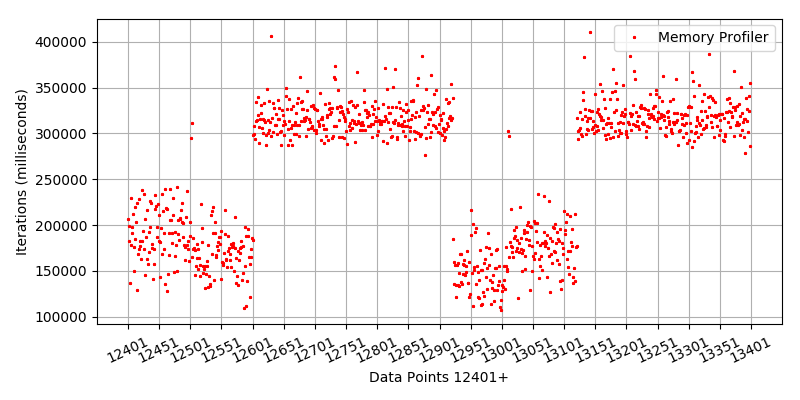 400000
350000
300000
250000
200000
150000
100000
Iterations (milliseconds)
Memory Profiler
12401 12451 12501 12551 12601 12651 12701 12751 12801 12851 12901 12951 13001 13051 13101 13151 13201 13251 13301 13351 13401
Data Points 12401+